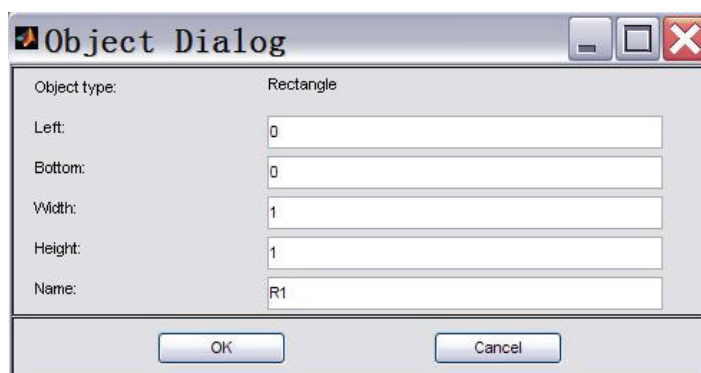 Object Dialog
Object type: Rectangle
Left: 0
Bottom: 0
Width: 1
Height: 1
Name: R1
OK Cancel